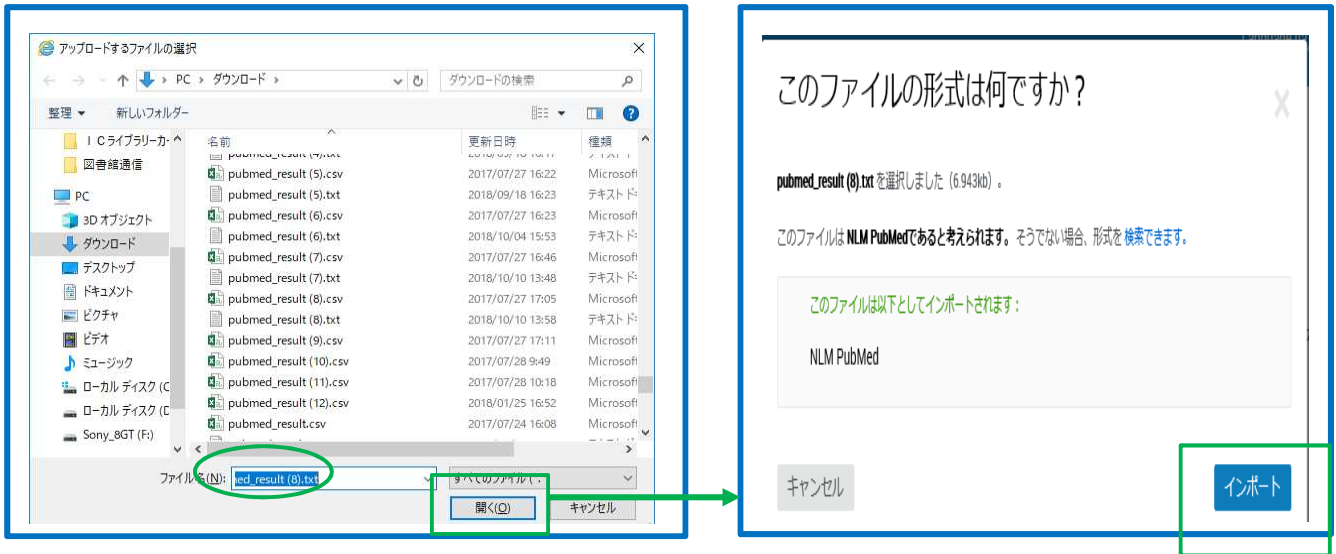 アップロードするファイルの選択
PC › ダウンロード ›
ダウンロードの検索
整理 新しいフォルダー
I Cライブラリーカー
図書館通信
PC
3D オブジェクト
ダウンロード
デスクトップ
ドキュメント
ピクチャ
ビデオ
ミュージック
ローカル ディスク (C
ローカル ディスク (D
Sony_8GT (F:)
名前 更新日時 種類
pubmed_result (4).txt
pubmed_result (5).csv 2017/07/27 16:22 Microsoft
pubmed_result (5).txt 2018/09/18 16:23 テキスト ド
pubmed_result (6).csv 2017/07/27 16:23 Microsoft
pubmed_result (6).txt 2018/10/04 15:53 テキスト ド
pubmed_result (7).csv 2017/07/27 16:46 Microsoft
pubmed_result (7).txt 2018/10/10 13:48 テキスト ド
pubmed_result (8).csv 2017/07/27 17:05 Microsoft
pubmed_result (8).txt 2018/10/10 13:58 テキスト ド
pubmed_result (9).csv 2017/07/27 17:11 Microsoft
pubmed_result (10).csv 2017/07/28 9:49 Microsoft
pubmed_result (11).csv 2017/07/28 10:18 Microsoft
pubmed_result (12).csv 2018/01/25 16:52 Microsoft
pubmed_result.csv 2017/07/24 16:08 Microsoft
ファイル名(N): ed_result (8).txt すべてのファイル (*.
開く(O) キャンセル
このファイルの形式は何ですか？
X
pubmed_result (8).txt を選択しました（6.943kb）。
このファイルは NLM PubMedであると考えられます。そうでない場合、形式を 検索できます。
このファイルは以下としてインポートされます：
NLM PubMed
キャンセル
インポート